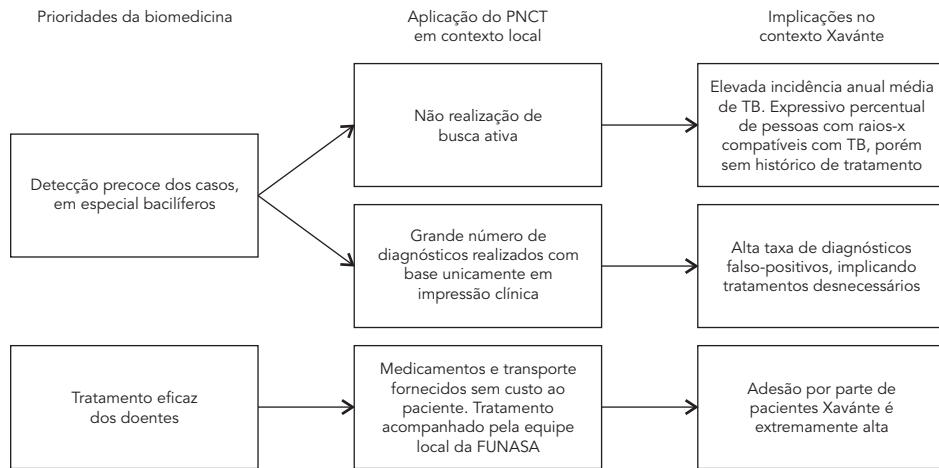 Prioridades da biomedicina
Aplicação do PNCT
em contexto local
Implicações no
contexto Xavánte
Detecção precoce dos casos,
em especial bacilíferos
Não realização de
busca ativa
Elevada incidência anual média
de TB. Expressivo percentual
de pessoas com raios-x
compatíveis com TB, porém
sem histórico de tratamento
Grande número de
diagnósticos realizados com
base unicamente em
impressão clínica
Alta taxa de diagnósticos
falso-positivos, implicando
tratamentos desnecessários
Tratamento eficaz
dos doentes
Medicamentos e transporte
fornecidos sem custo ao
paciente. Tratamento
acompanhado pela equipe
local da FUNASA
Adesão por parte de
pacientes Xavánte é
extremamente alta